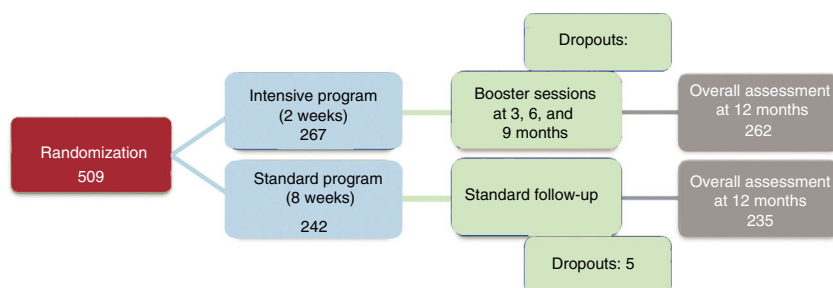 Dropouts:
Intensive program
(2 weeks)
267
Booster sessions
at 3, 6, and
9 months
Overall assessment
at 12 months
262
Randomization
509
Standard program
(8 weeks)
242
Standard follow-up
Overall assessment
at 12 months
235
Dropouts: 5